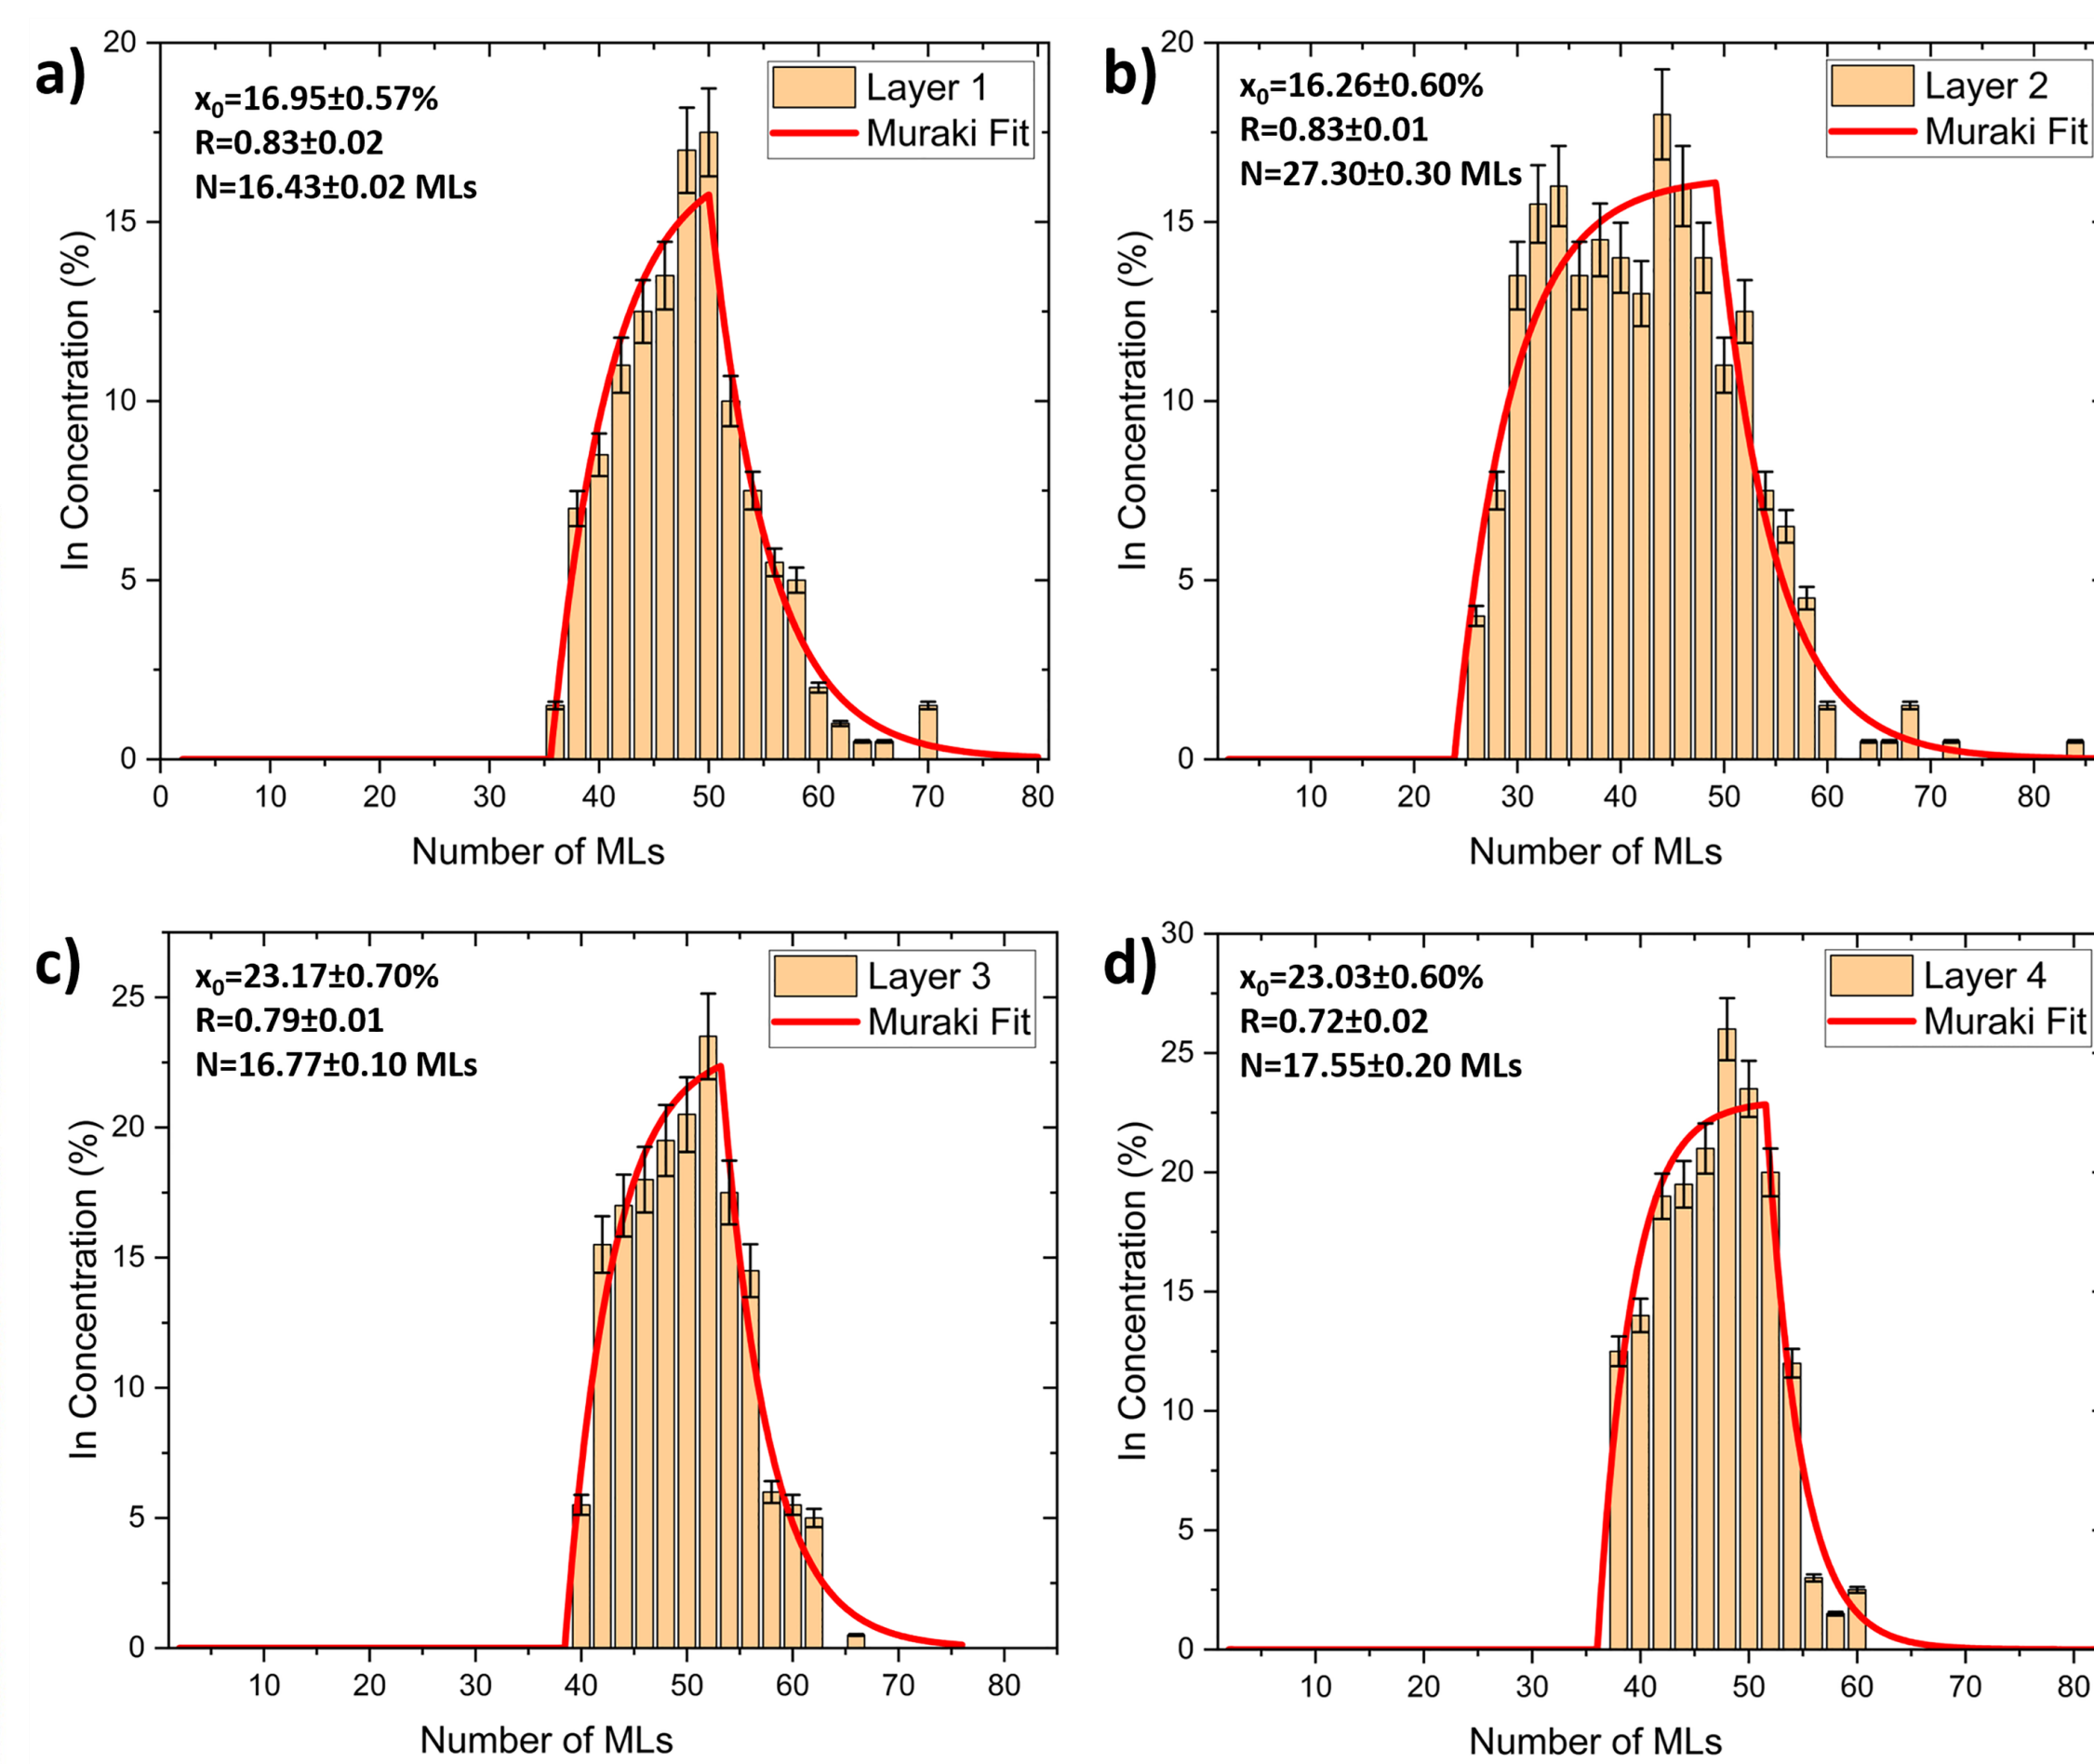 a)
20
15
10
5
0
In Concentration (%)
x₀=16.95±0.57%
R=0.83±0.02
N=16.43±0.02 MLs
Layer 1
Muraki Fit
0 10 20 30 40 50 60 70 80
Number of MLs
b)
20
15
10
5
0
In Concentration (%)
x₀=16.26±0.60%
R=0.83±0.01
N=27.30±0.30 MLs
Layer 2
Muraki Fit
10 20 30 40 50 60 70 80
Number of MLs
c)
25
20
15
10
5
0
In Concentration (%)
x₀=23.17±0.70%
R=0.79±0.01
N=16.77±0.10 MLs
Layer 3
Muraki Fit
10 20 30 40 50 60 70 80
Number of MLs
d)
30
25
20
15
10
5
0
In Concentration (%)
x₀=23.03±0.60%
R=0.72±0.02
N=17.55±0.20 MLs
Layer 4
Muraki Fit
10 20 30 40 50 60 70 80
Number of MLs